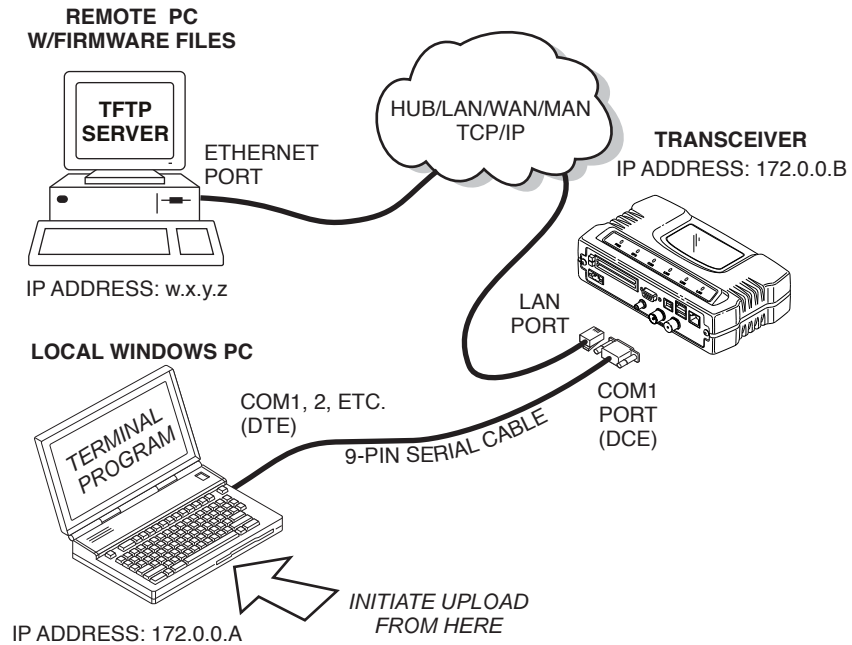 REMOTE PC
W/FIRMWARE FILES
TFTP
SERVER
ETHERNET
PORT
IP ADDRESS: w.x.y.z
HUB/LAN/WAN/MAN
TCP/IP
TRANSCEIVER
IP ADDRESS: 172.0.0.B
LAN
PORT
COM1
PORT
(DCE)
LOCAL WINDOWS PC
COM1, 2, ETC.
(DTE)
9-PIN SERIAL CABLE
TERMINAL
PROGRAM
INITIATE UPLOAD
FROM HERE
IP ADDRESS: 172.0.0.A